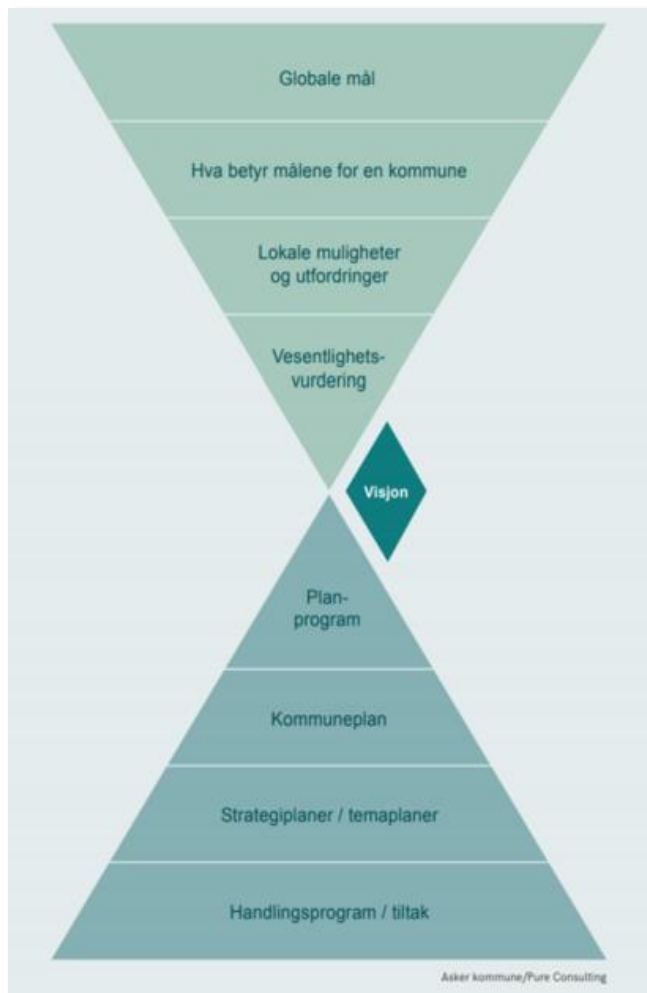 Globale mål
Hva betyr målene for en kommune
Lokale muligheter
og utfordringer
Vesentlighets-
vurdering
Visjon
Plan-
program
Kommuneplan
Strategiplaner / temaplaner
Handlingsprogram / tiltak
Asker kommune/Pure Consulting